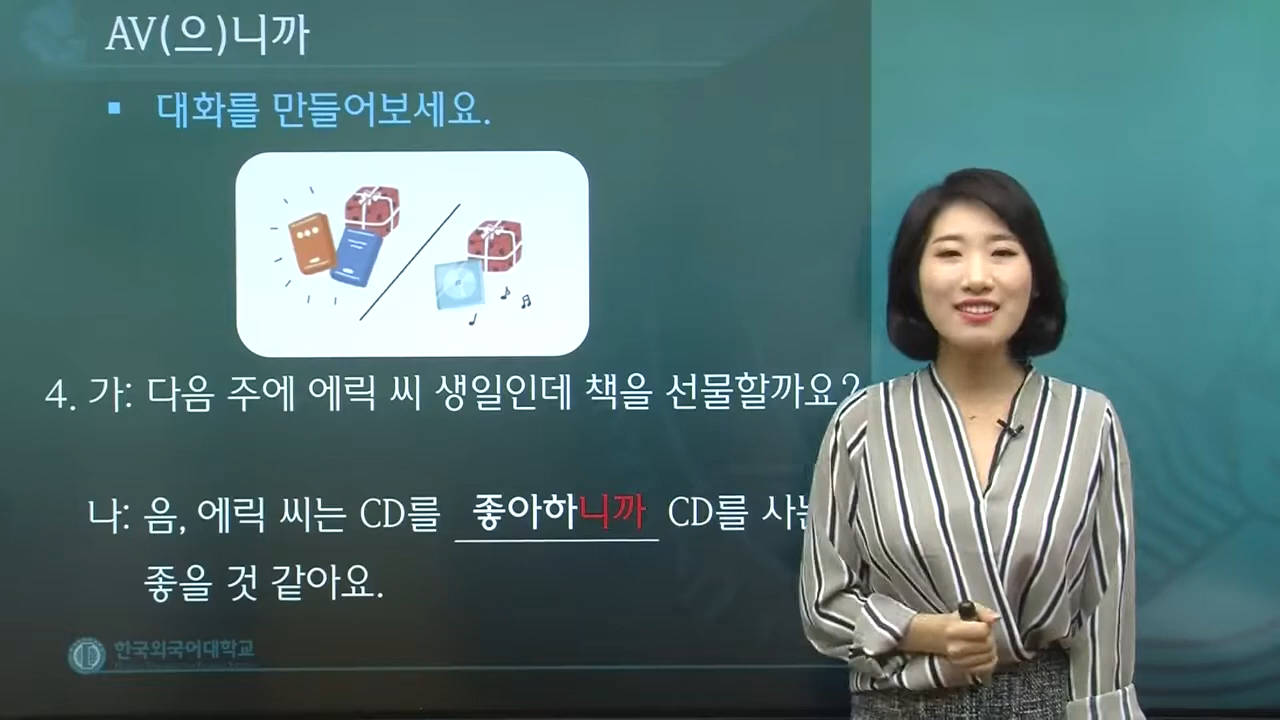 AV(으)니까
▪ 대화를 만들어보세요.
4. 가: 다음 주에 에릭 씨 생일인데 책을 선물할까요?
나: 음, 에릭 씨는 CD를 좋아하니까 CD를
좋을 것 같아요.
한국외국어대학교